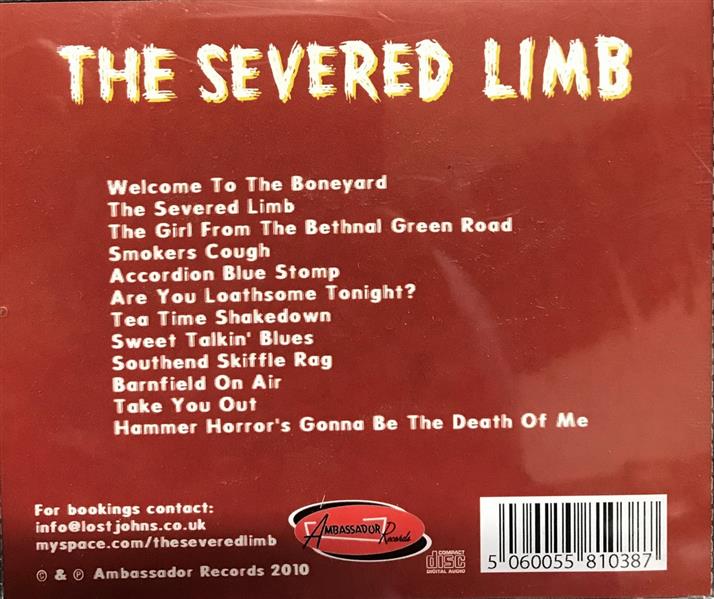 THE SEVERED LIMB
Welcome To The Boneyard
The Severed Limb
The Girl From The Bethnal Green Road
Smokers Cough
Accordion Blue Stomp
Are You Loathsome Tonight?
Tea Time Shakedown
Sweet Talkin' Blues
Southend Skiffle Rag
Barnfield On Air
Take You Out
Hammer Horror's Gonna Be The Death Of Me
For bookings contact:
info@lostjohns.co.uk
myspace.com/theseveredlimb
© & ℗ Ambassador Records 2010
AMBASSADOR
Records
COMPACT
disc
DIGITAL AUDIO
5 060055 810387